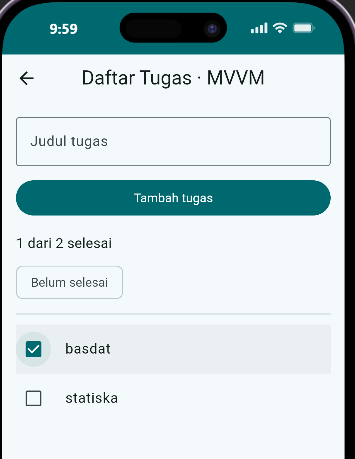 9:59
Daftar Tugas · MVVM
Judul tugas
Tambah tugas
1 dari 2 selesai
Belum selesai
basdat
statiska